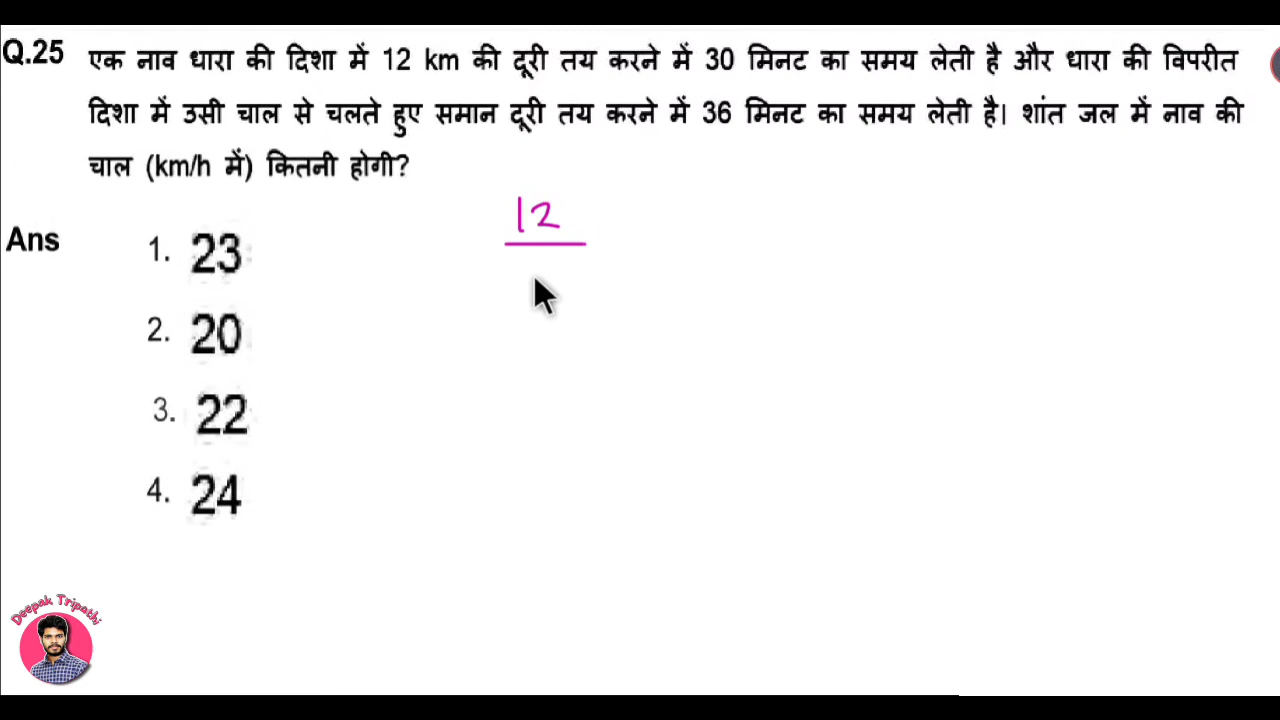 Q.25 एक नाव धारा की दिशा में 12 km की दूरी तय करने में 30 मिनट का समय लेती है और धारा की विपरीत
दिशा में उसी चाल से चलते हुए समान दूरी तय करने में 36 मिनट का समय लेती है। शांत जल में नाव की
चाल (km/h में) कितनी होगी?
12
Ans 1. 23
2. 20
3. 22
4. 24
Deepak Tripathi